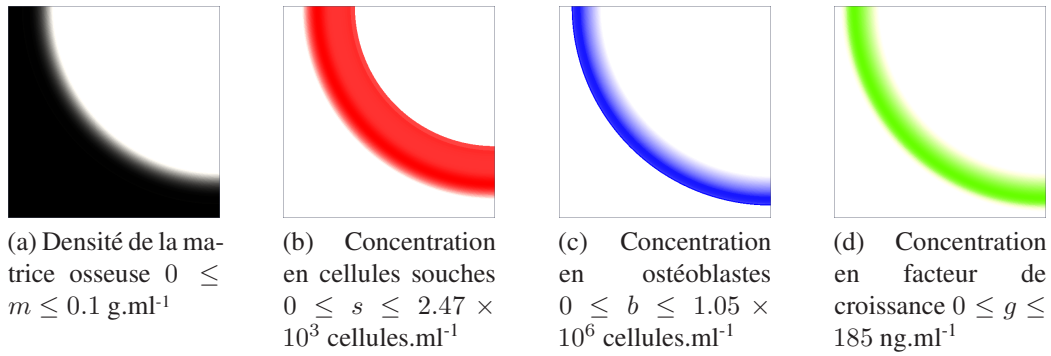 (a) Densité de la ma-
trice osseuse 0 ≤
m ≤ 0.1 g.ml⁻¹
(b) Concentration
en cellules souches
0 ≤ s ≤ 2.47 ×
10³ cellules.ml⁻¹
(c) Concentration
en ostéoblastes
0 ≤ b ≤ 1.05 ×
10⁶ cellules.ml⁻¹
(d) Concentration
en facteur de
croissance 0 ≤ g ≤
185 ng.ml⁻¹